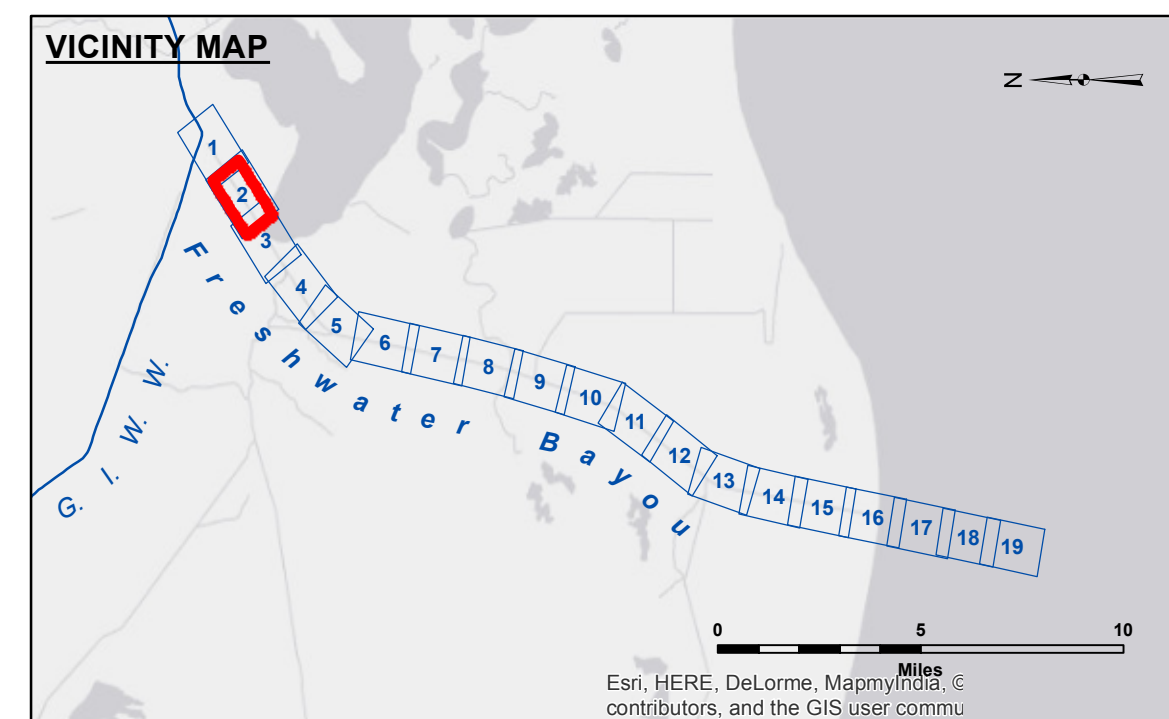 VICINITY MAP
N
1
2
3
4
5
6
7
8
9
10
11
12
13
14
15
16
17
18
19
Freshwater Bayou
G. I. W. W.
0 5 10
Miles
Esri, HERE, DeLorme, MapmyIndia, ©
contributors, and the GIS user commu